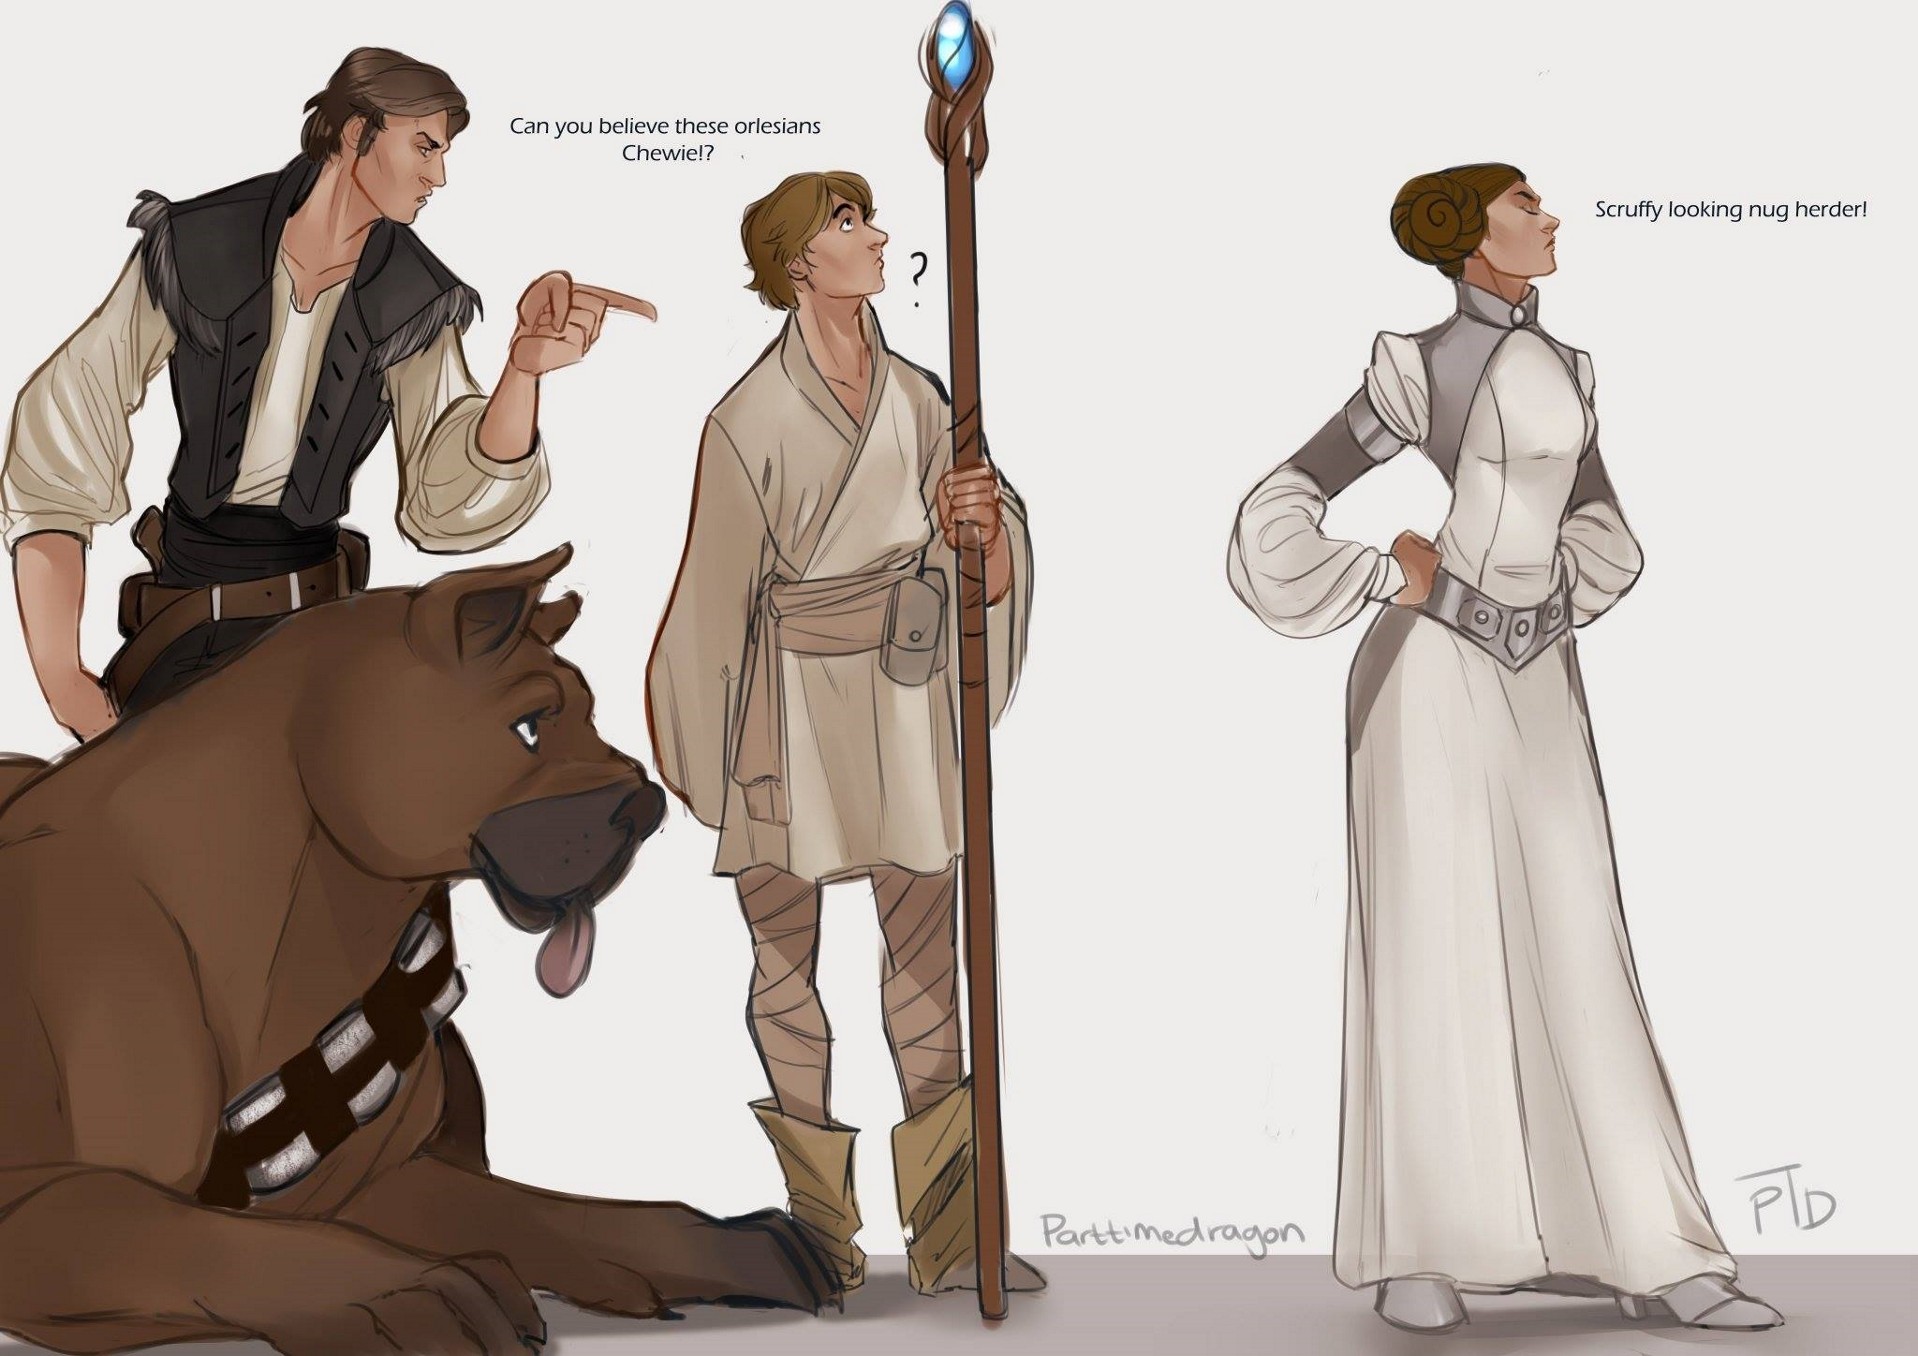 Can you believe these orlesians
Chewie!?
?
Scruffy looking nug herder!
Parttimedragon
PTD